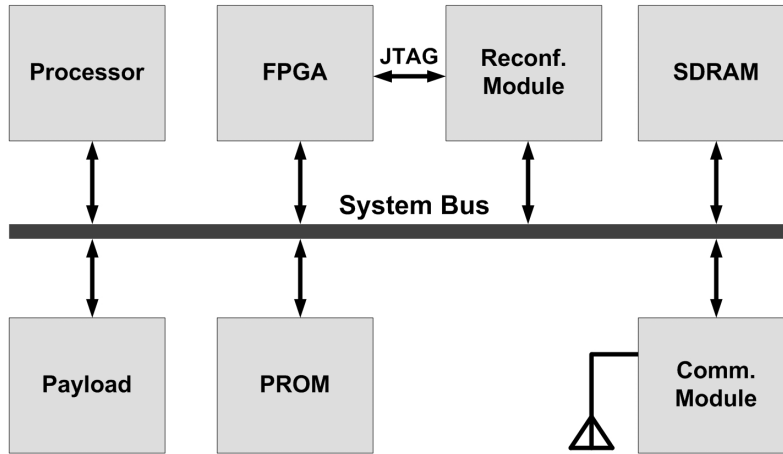 Processor
FPGA
JTAG
Reconf.
Module
SDRAM
System Bus
Payload
PROM
Comm.
Module